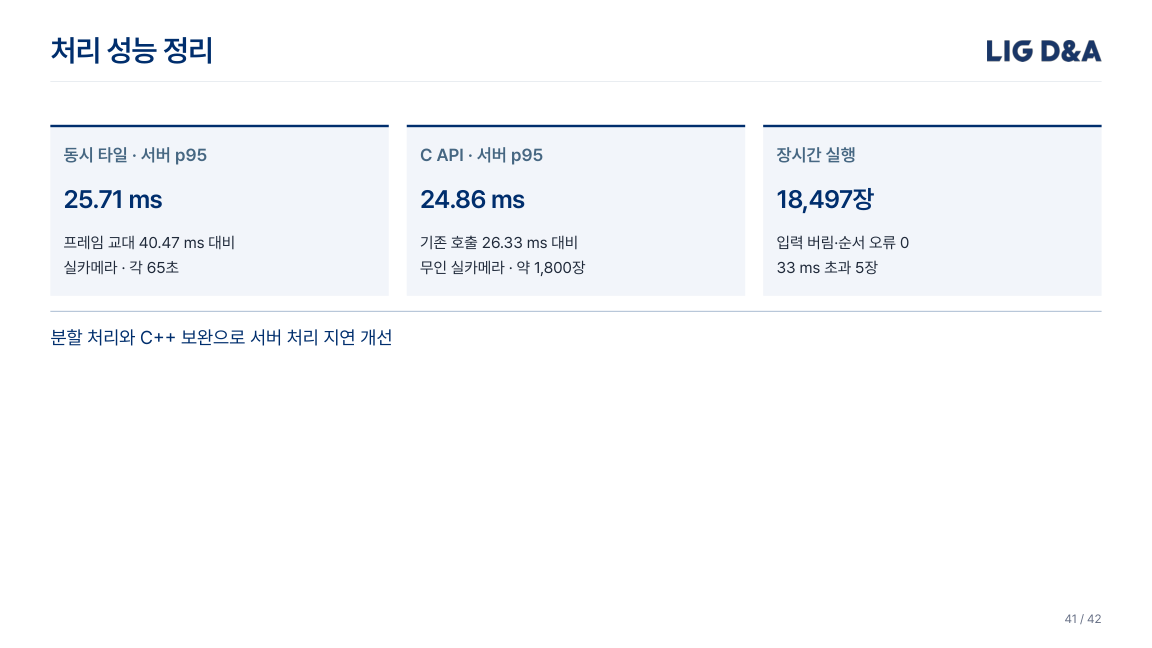 처리 성능 정리
LIG D&A
동시 타일 · 서버 p95
25.71 ms
프레임 교대 40.47 ms 대비
실카메라 · 각 65초
C API · 서버 p95
24.86 ms
기존 호출 26.33 ms 대비
무인 실카메라 · 약 1,800장
장시간 실행
18,497장
입력 버림·순서 오류 0
33 ms 초과 5장
분할 처리와 C++ 보완으로 서버 처리 지연 개선
41 / 42